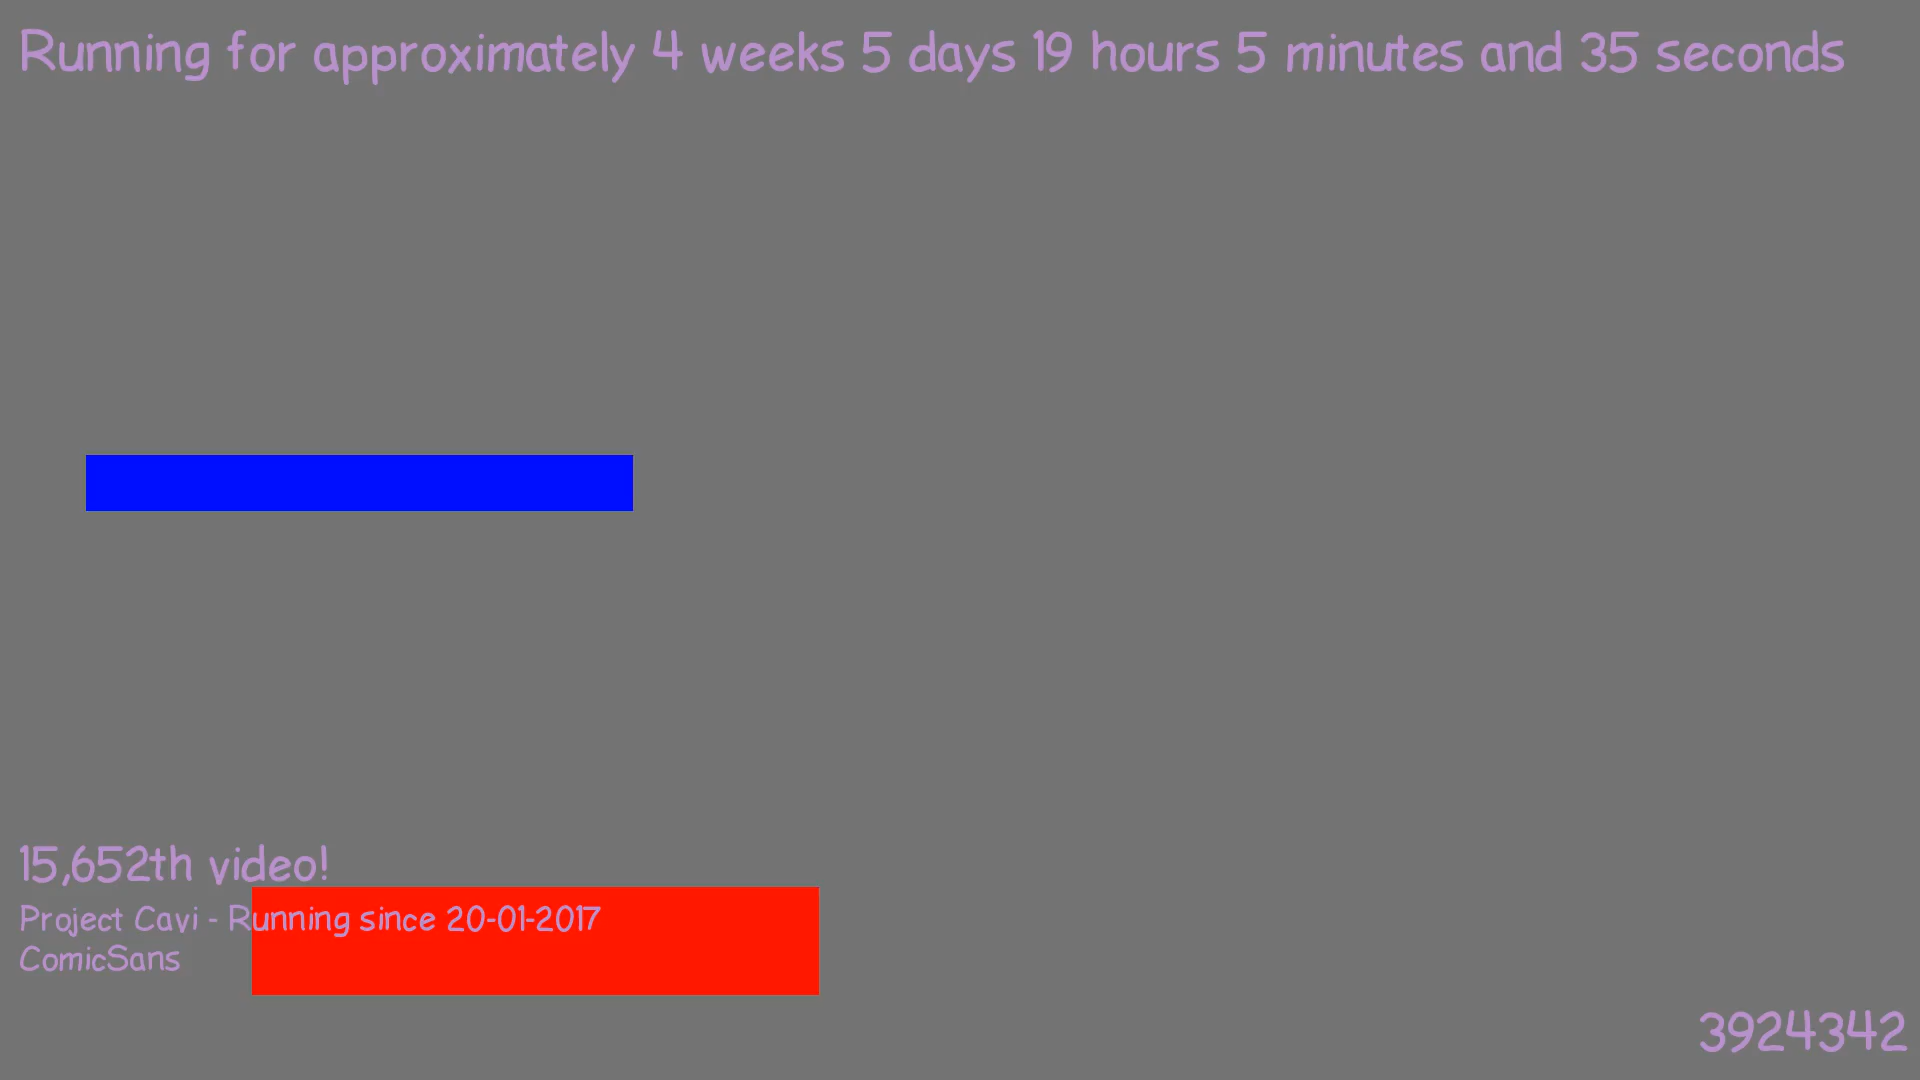 Running for approximately 4 weeks 5 days 19 hours 5 minutes and 35 seconds
15,652th video!
Project Cavi - Running since 20-01-2017
ComicSans
3924342